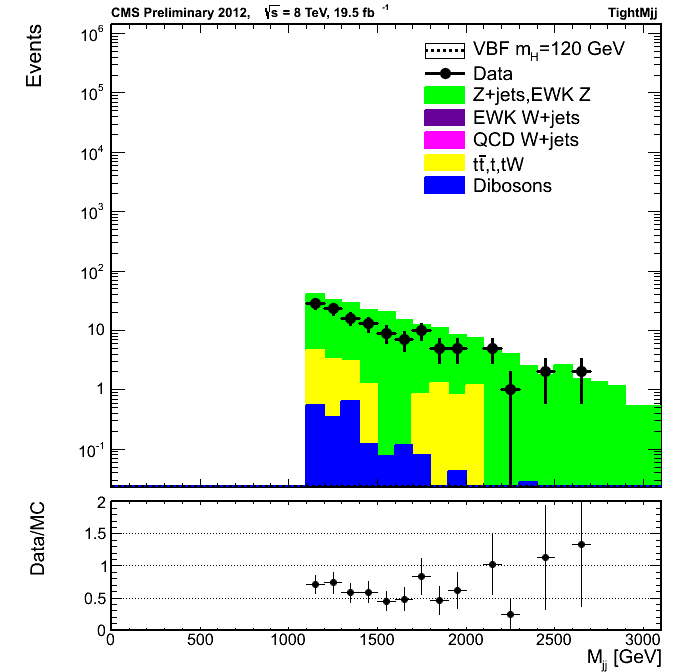 CMS Preliminary 2012, √s = 8 TeV, 19.5 fb⁻¹ TightMjj
Events
10⁶
10⁵
10⁴
10³
10²
10
1
10⁻¹
VBF m_H=120 GeV
Data
Z+jets,EWK Z
EWK W+jets
QCD W+jets
tt̅,t,tW
Dibosons
Data/MC
2
1.5
1
0.5
0
0 500 1000 1500 2000 2500 3000
M_jj [GeV]